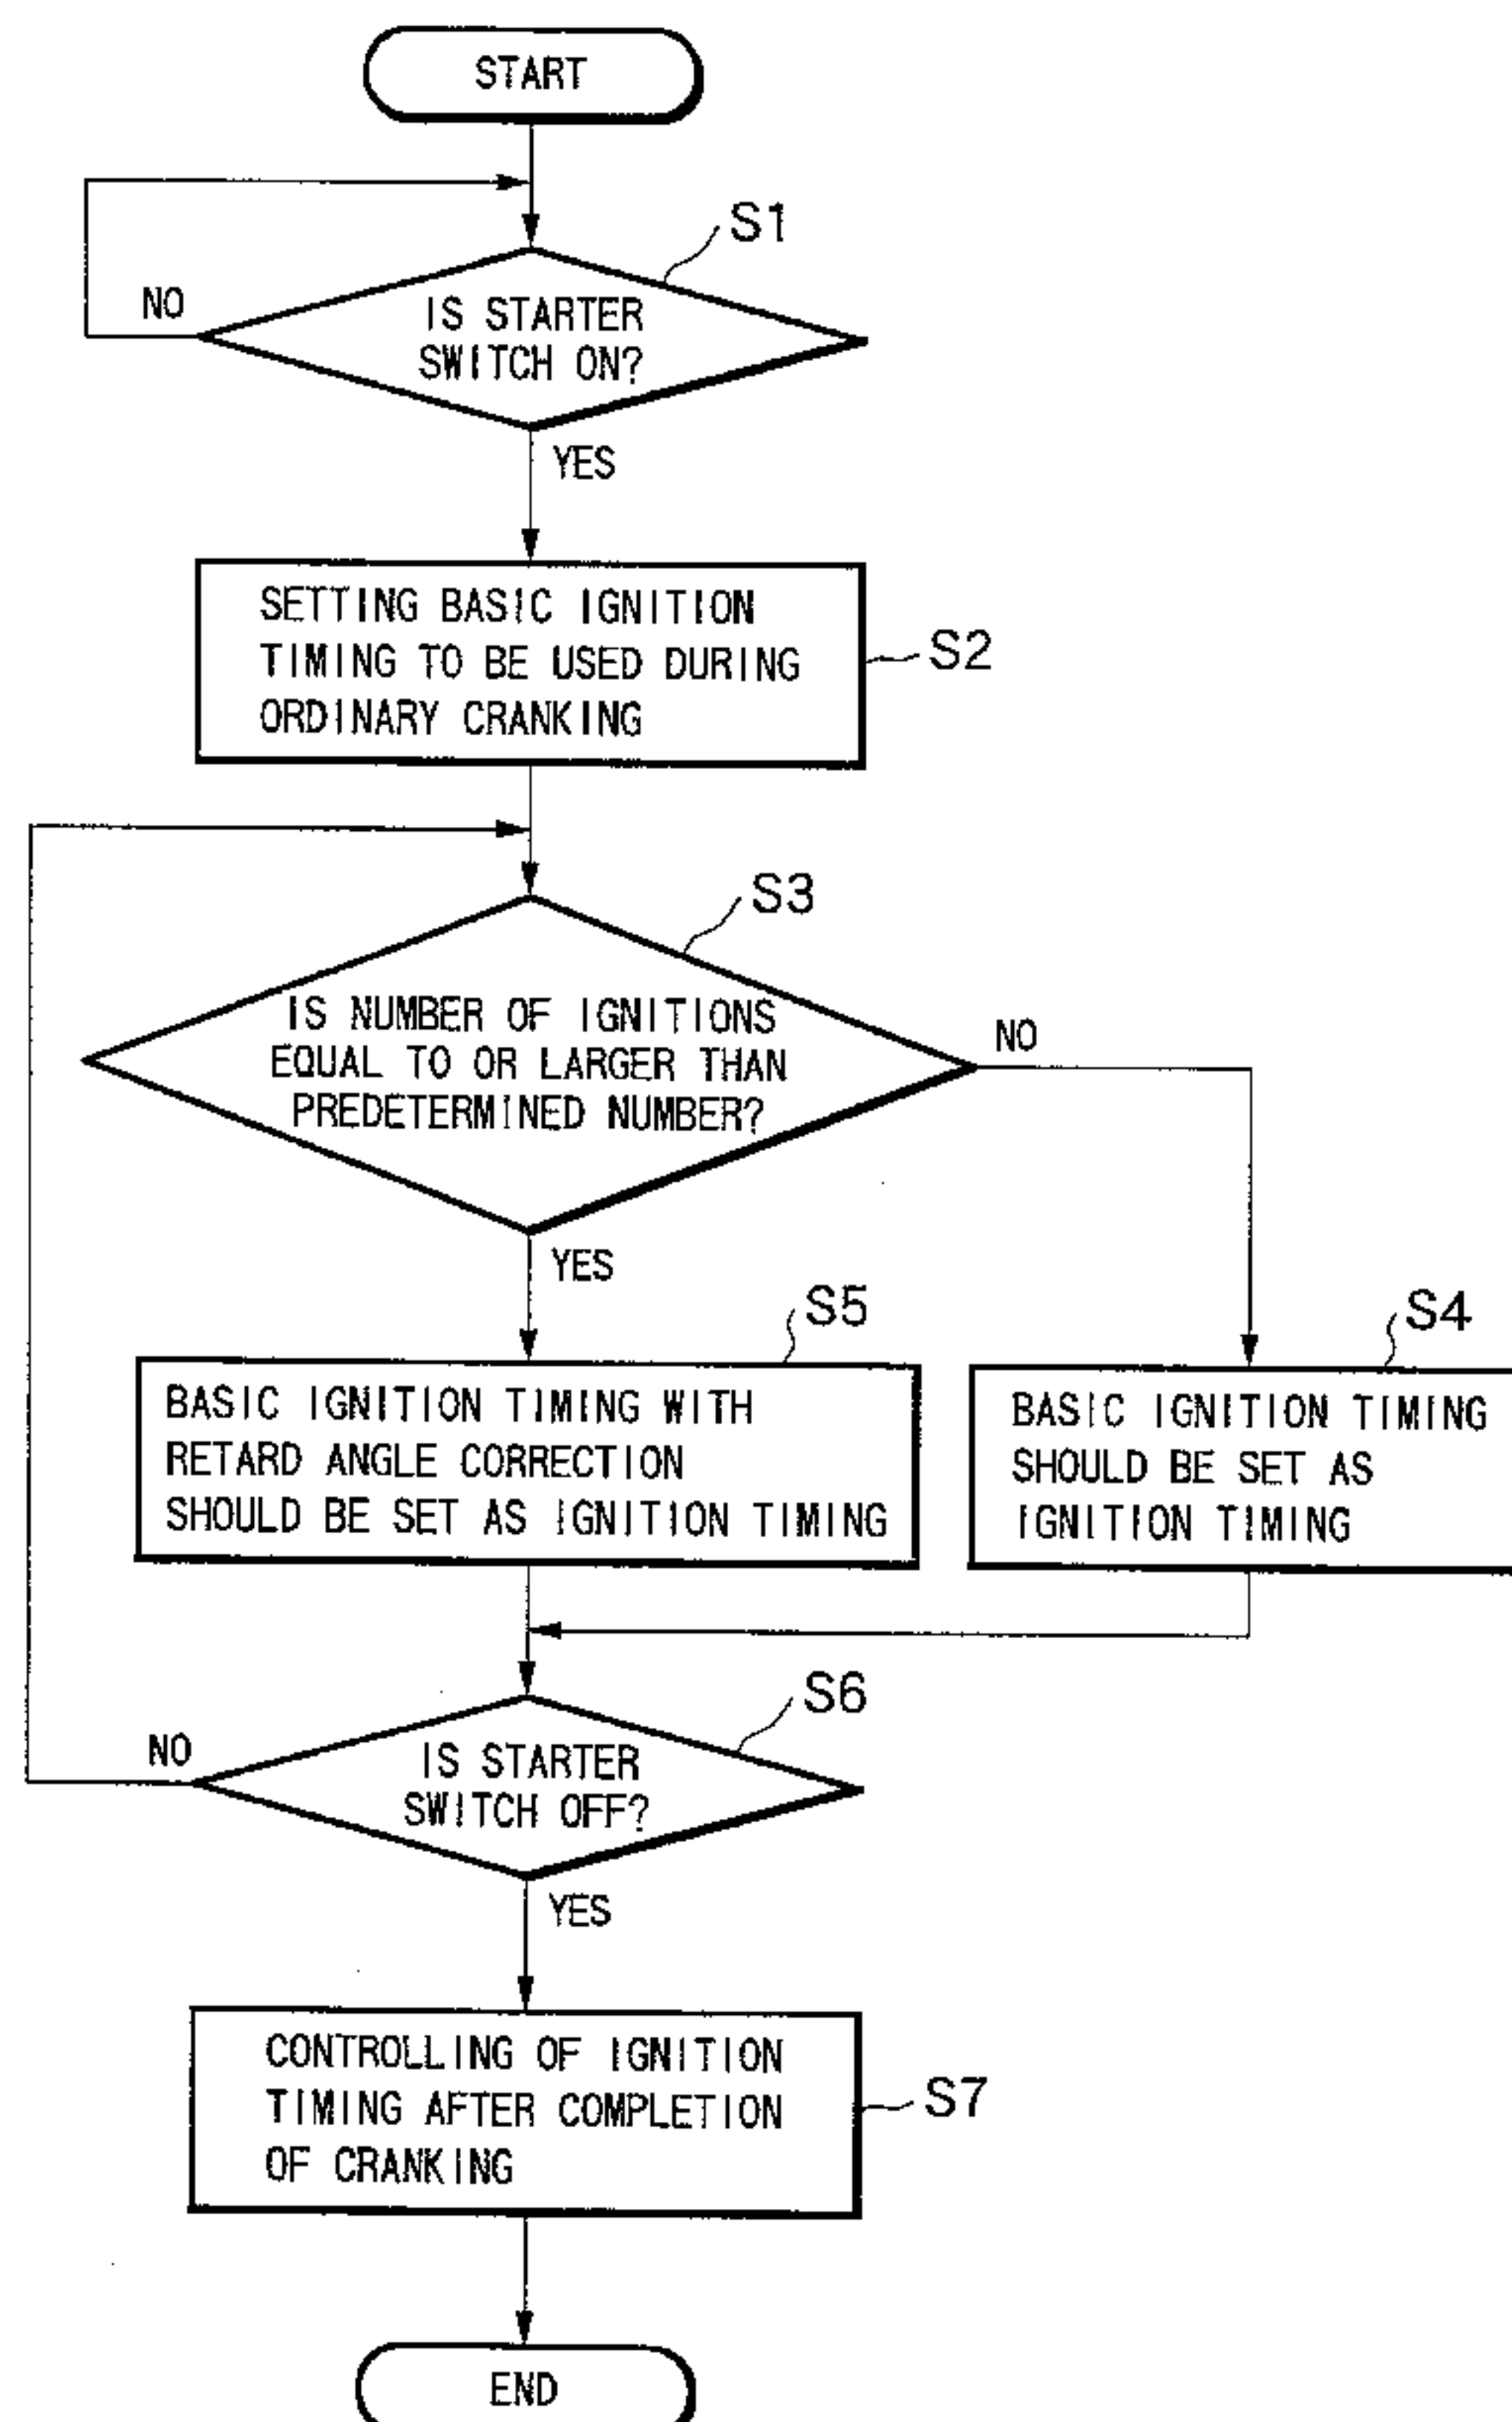 START
S1
NO
IS STARTER
SWITCH ON?
YES
SETTING BASIC IGNITION
TIMING TO BE USED DURING
ORDINARY CRANKING
S2
S3
IS NUMBER OF IGNITIONS
EQUAL TO OR LARGER THAN
PREDETERMINED NUMBER?
NO
YES
S5
S4
BASIC IGNITION TIMING WITH
RETARD ANGLE CORRECTION
SHOULD BE SET AS IGNITION TIMING
BASIC IGNITION TIMING
SHOULD BE SET AS
IGNITION TIMING
S6
NO
IS STARTER
SWITCH OFF?
YES
CONTROLLING OF IGNITION
TIMING AFTER COMPLETION
OF CRANKING
S7
END